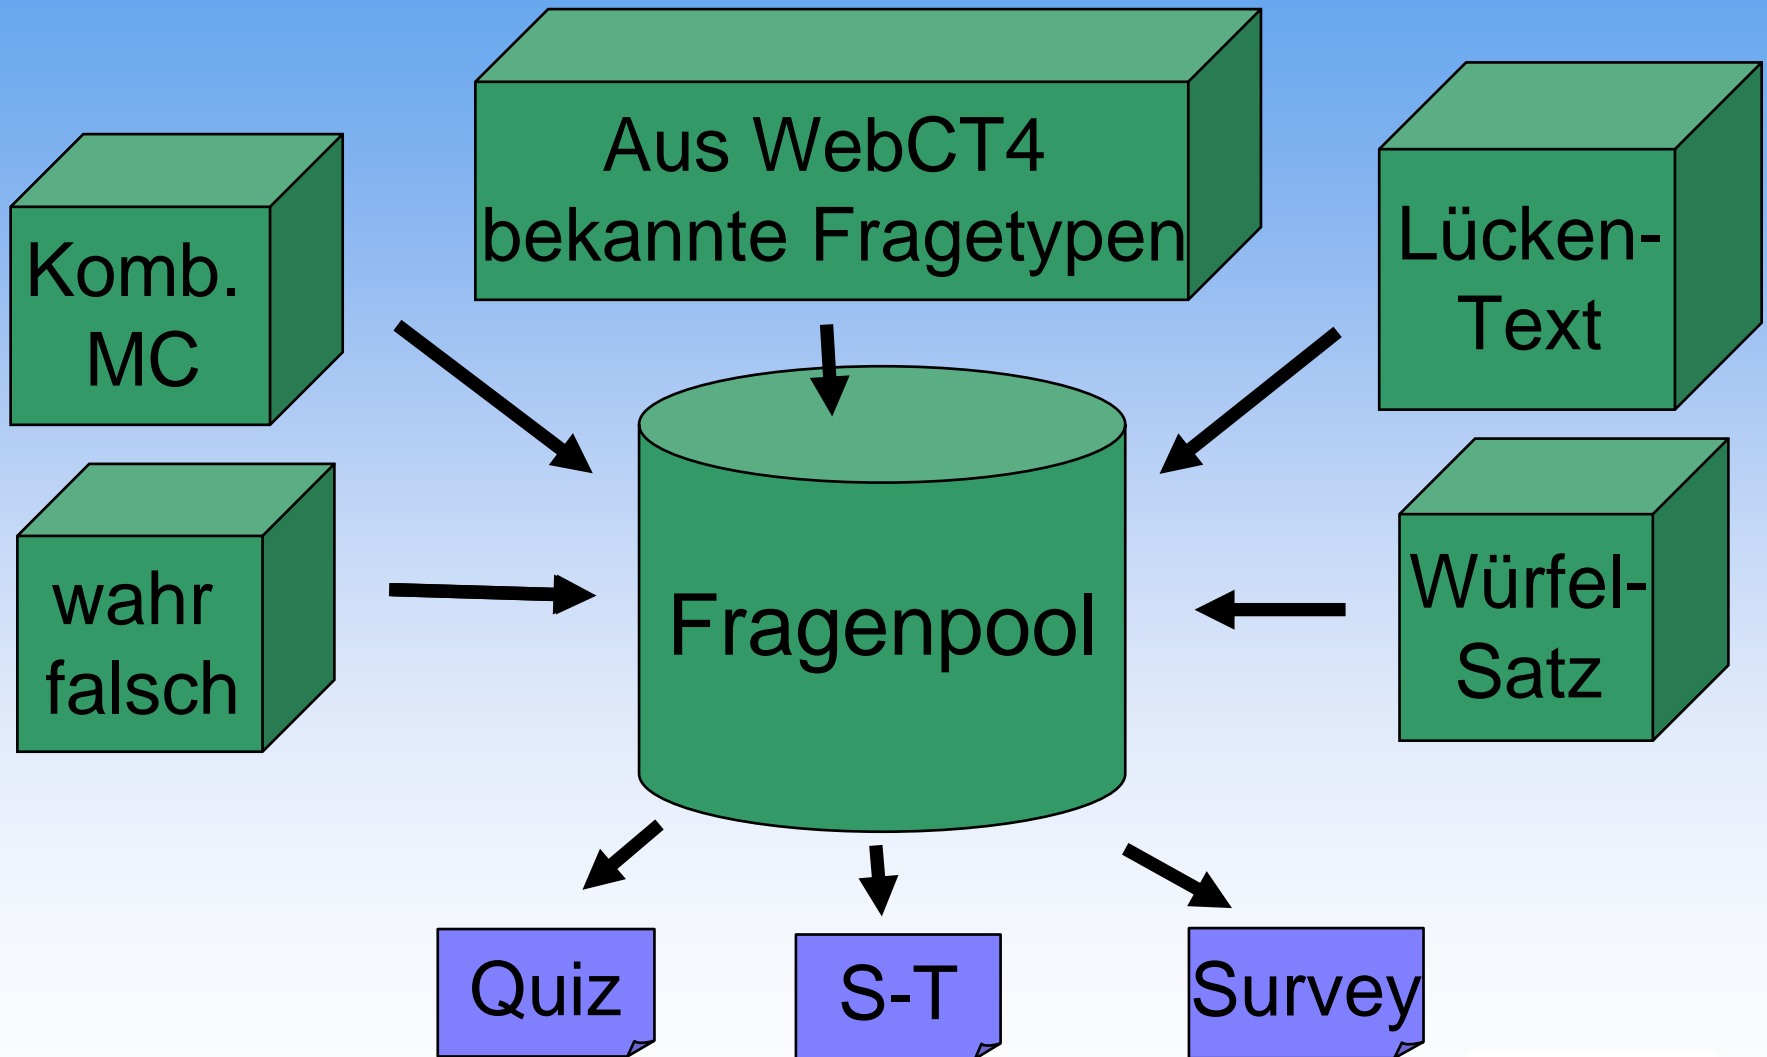 Aus WebCT4
bekannte Fragetypen
Komb.
MC
Lücken-
Text
wahr
falsch
Fragenpool
Würfel-
Satz
Quiz
S-T
Survey